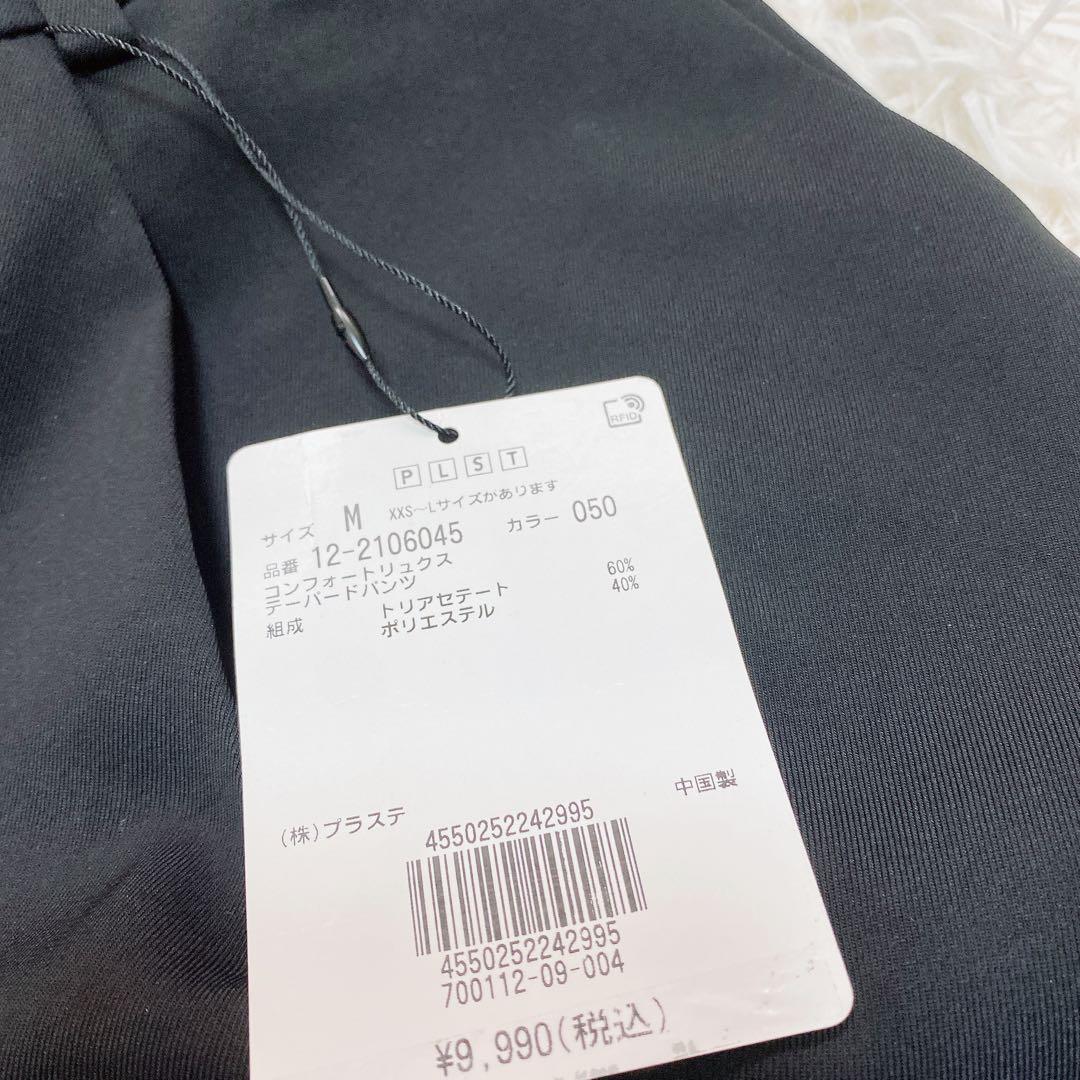 RFID
PLST
サイズ M XXS〜Lサイズがあります
品番 12-2106045 カラー 050
コンフォートリュクス
テーパードパンツ
組成 トリアセテート 60%
ポリエステル 40%
中国製
(株)プラステ
4550252242995
4550252242995
700112-09-004
¥9,990(税込)